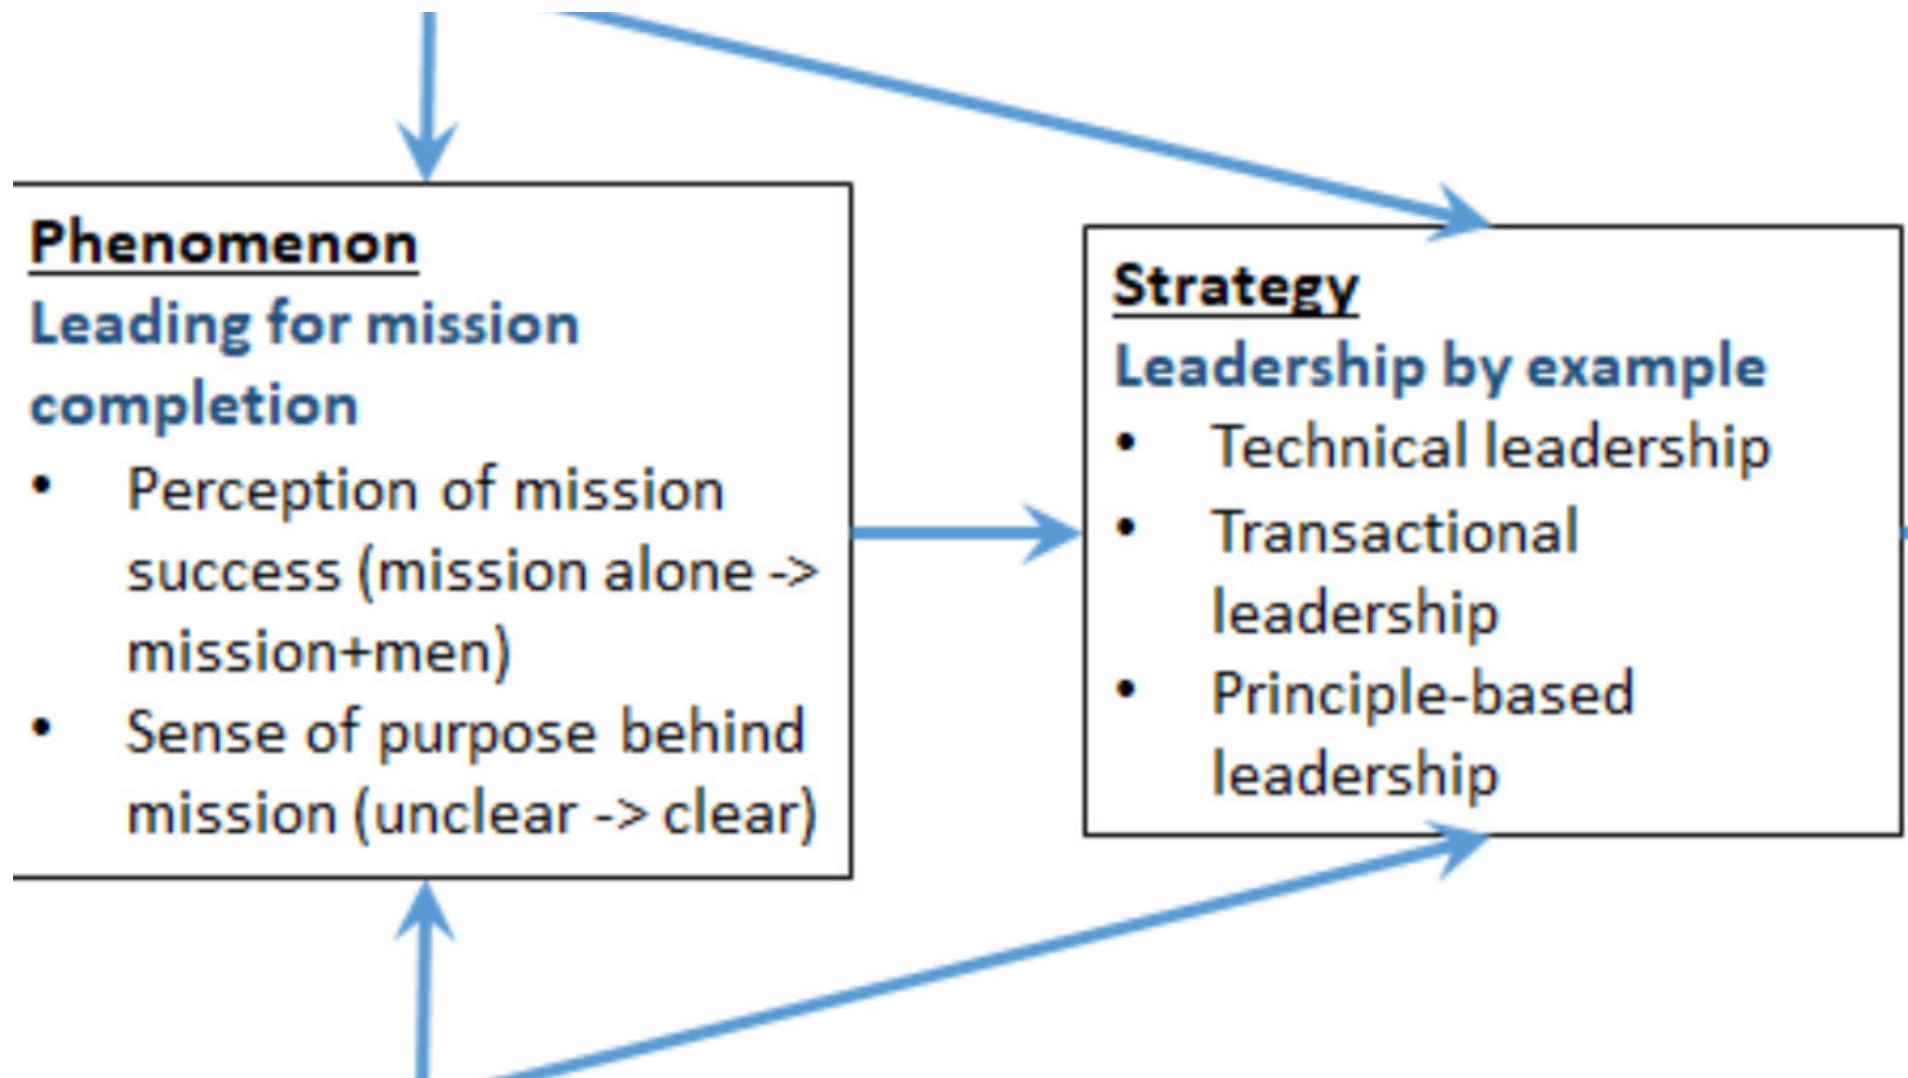 Phenomenon
Leading for mission
completion
• Perception of mission
success (mission alone ->
mission+men)
• Sense of purpose behind
mission (unclear -> clear)
Strategy
Leadership by example
• Technical leadership
• Transactional
leadership
• Principle-based
leadership